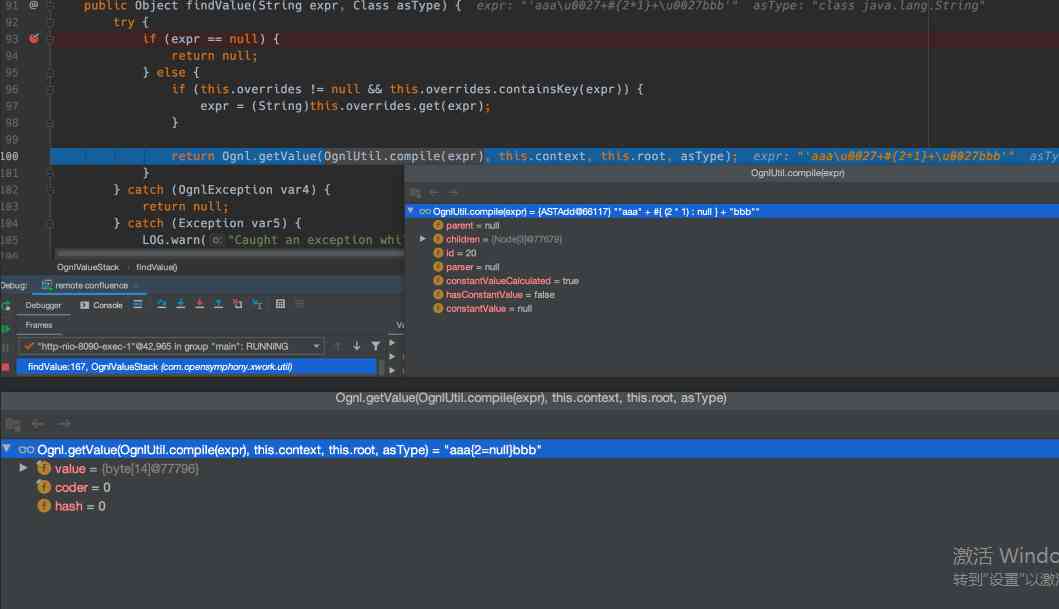 91 @ public Object findValue(String expr, Class asType) { expr: "'aaa\u0027+#{2*1}+\u0027bbb'" asType: "class java.lang.String"
92 try {
93 if (expr == null) {
94 return null;
95 } else {
96 if (this.overrides != null && this.overrides.containsKey(expr)) {
97 expr = (String)this.overrides.get(expr);
98 }
99
100 return Ognl.getValue(OgnlUtil.compile(expr), this.context, this.root, asType); expr: "'aaa\u0027+#{2*1}+\u0027bbb'" asTy
101 }
102 } catch (OgnlException var4) {
103 return null;
104 } catch (Exception var5) {
105 LOG.warn( o: "Caught an exception whi
106
OgnlUtil.compile(expr)
OgnlUtil.compile(expr) = {ASTAdd@66117} ""aaa" + #{ (2 * 1) : null } + "bbb""
parent = null
children = {Node[3]@77679}
id = 20
parser = null
constantValueCalculated = true
hasConstantValue = false
constantValue = null
OgnlValueStack › findValue()
Debug: remote confluence
Debugger Console
Frames
"http-nio-8090-exec-1"@42,965 in group "main": RUNNING
findValue:167, OgnlValueStack (com.opensymphony.xwork.util)
Ognl.getValue(OgnlUtil.compile(expr), this.context, this.root, asType)
Ognl.getValue(OgnlUtil.compile(expr), this.context, this.root, asType) = "aaa{2=null}bbb"
value = {byte[14]@77796}
coder = 0
hash = 0
激活 Windo
转到"设置"以激